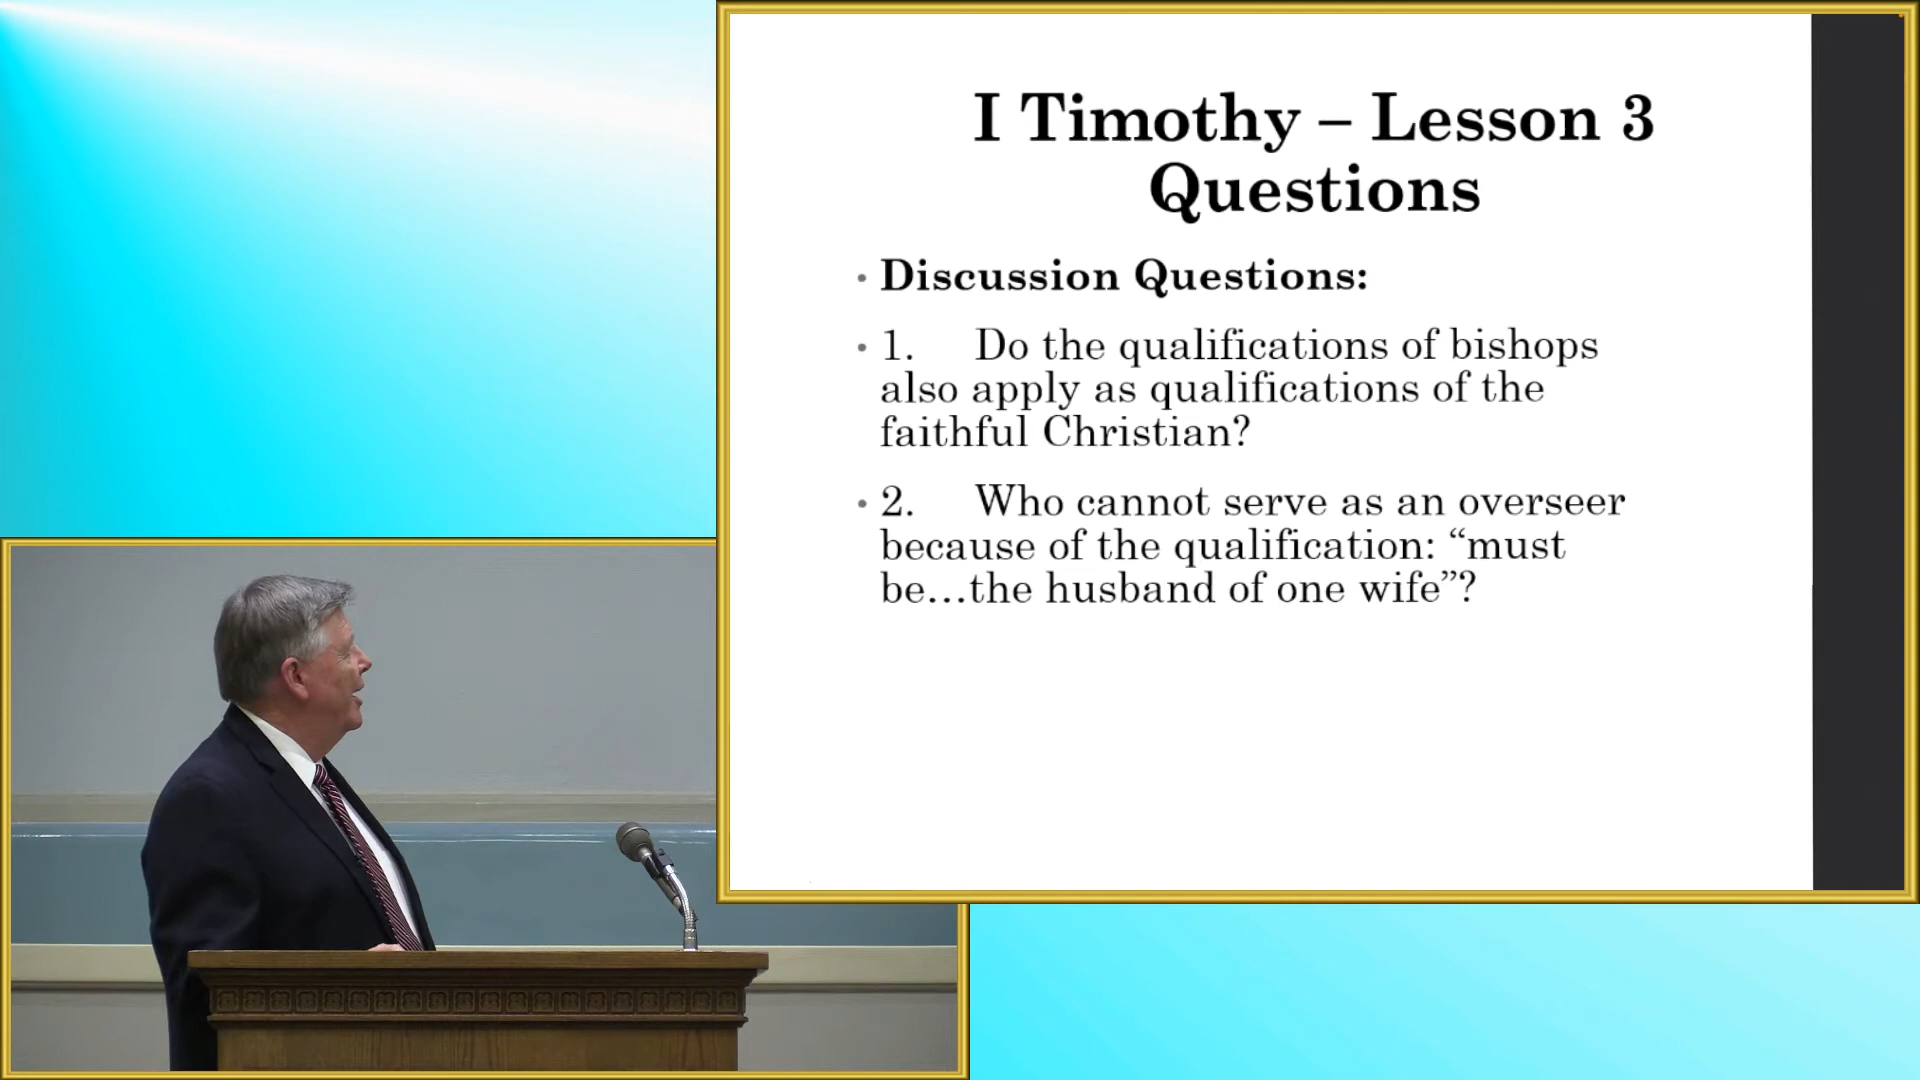 I Timothy – Lesson 3
Questions
• Discussion Questions:
• 1. Do the qualifications of bishops
also apply as qualifications of the
faithful Christian?
• 2. Who cannot serve as an overseer
because of the qualification: “must
be…the husband of one wife”?